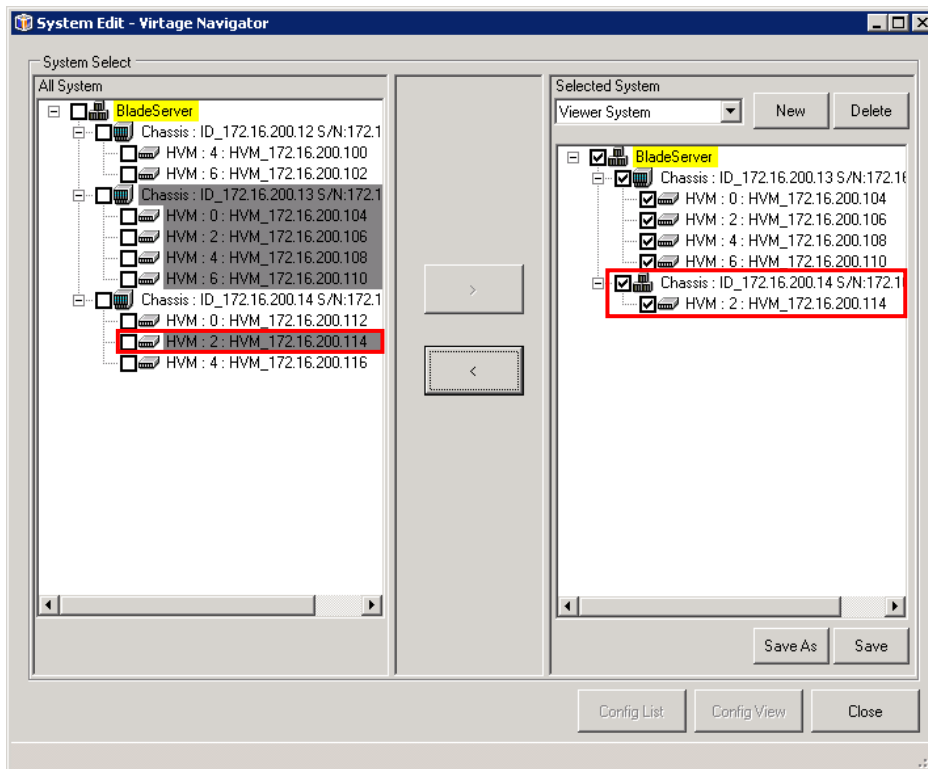 System Edit - Virtage Navigator
System Select
All System
BladeServer
Chassis : ID_172.16.200.12 S/N:172.1
HVM : 4 : HVM_172.16.200.100
HVM : 6 : HVM_172.16.200.102
Chassis : ID_172.16.200.13 S/N:172.1
HVM : 0 : HVM_172.16.200.104
HVM : 2 : HVM_172.16.200.106
HVM : 4 : HVM_172.16.200.108
HVM : 6 : HVM_172.16.200.110
Chassis : ID_172.16.200.14 S/N:172.1
HVM : 0 : HVM_172.16.200.112
HVM : 2 : HVM_172.16.200.114
HVM : 4 : HVM_172.16.200.116
>
<
Selected System
Viewer System
New
Delete
BladeServer
Chassis : ID_172.16.200.13 S/N:172.16
HVM : 0 : HVM_172.16.200.104
HVM : 2 : HVM_172.16.200.106
HVM : 4 : HVM_172.16.200.108
HVM : 6 : HVM_172.16.200.110
Chassis : ID_172.16.200.14 S/N:172.1
HVM : 2 : HVM_172.16.200.114
Save As
Save
Config List
Config View
Close